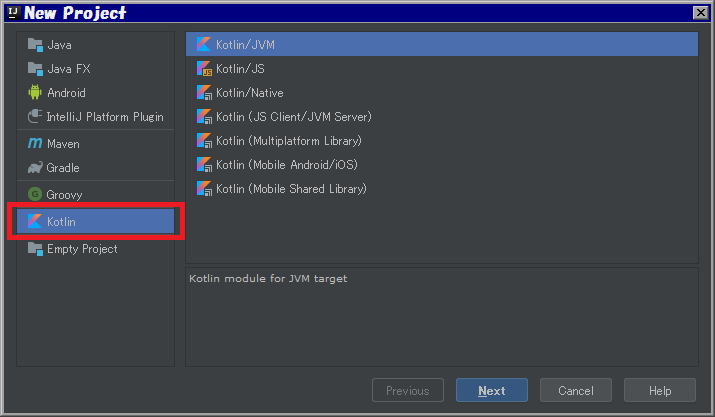 IJ New Project
Java
Java FX
Android
IntelliJ Platform Plugin
m Maven
Gradle
G Groovy
Kotlin
Empty Project
Kotlin/JVM
JS Kotlin/JS
Kotlin/Native
Kotlin (JS Client/JVM Server)
Kotlin (Multiplatform Library)
Kotlin (Mobile Android/iOS)
Kotlin (Mobile Shared Library)
Kotlin module for JVM target
Previous
Next
Cancel
Help